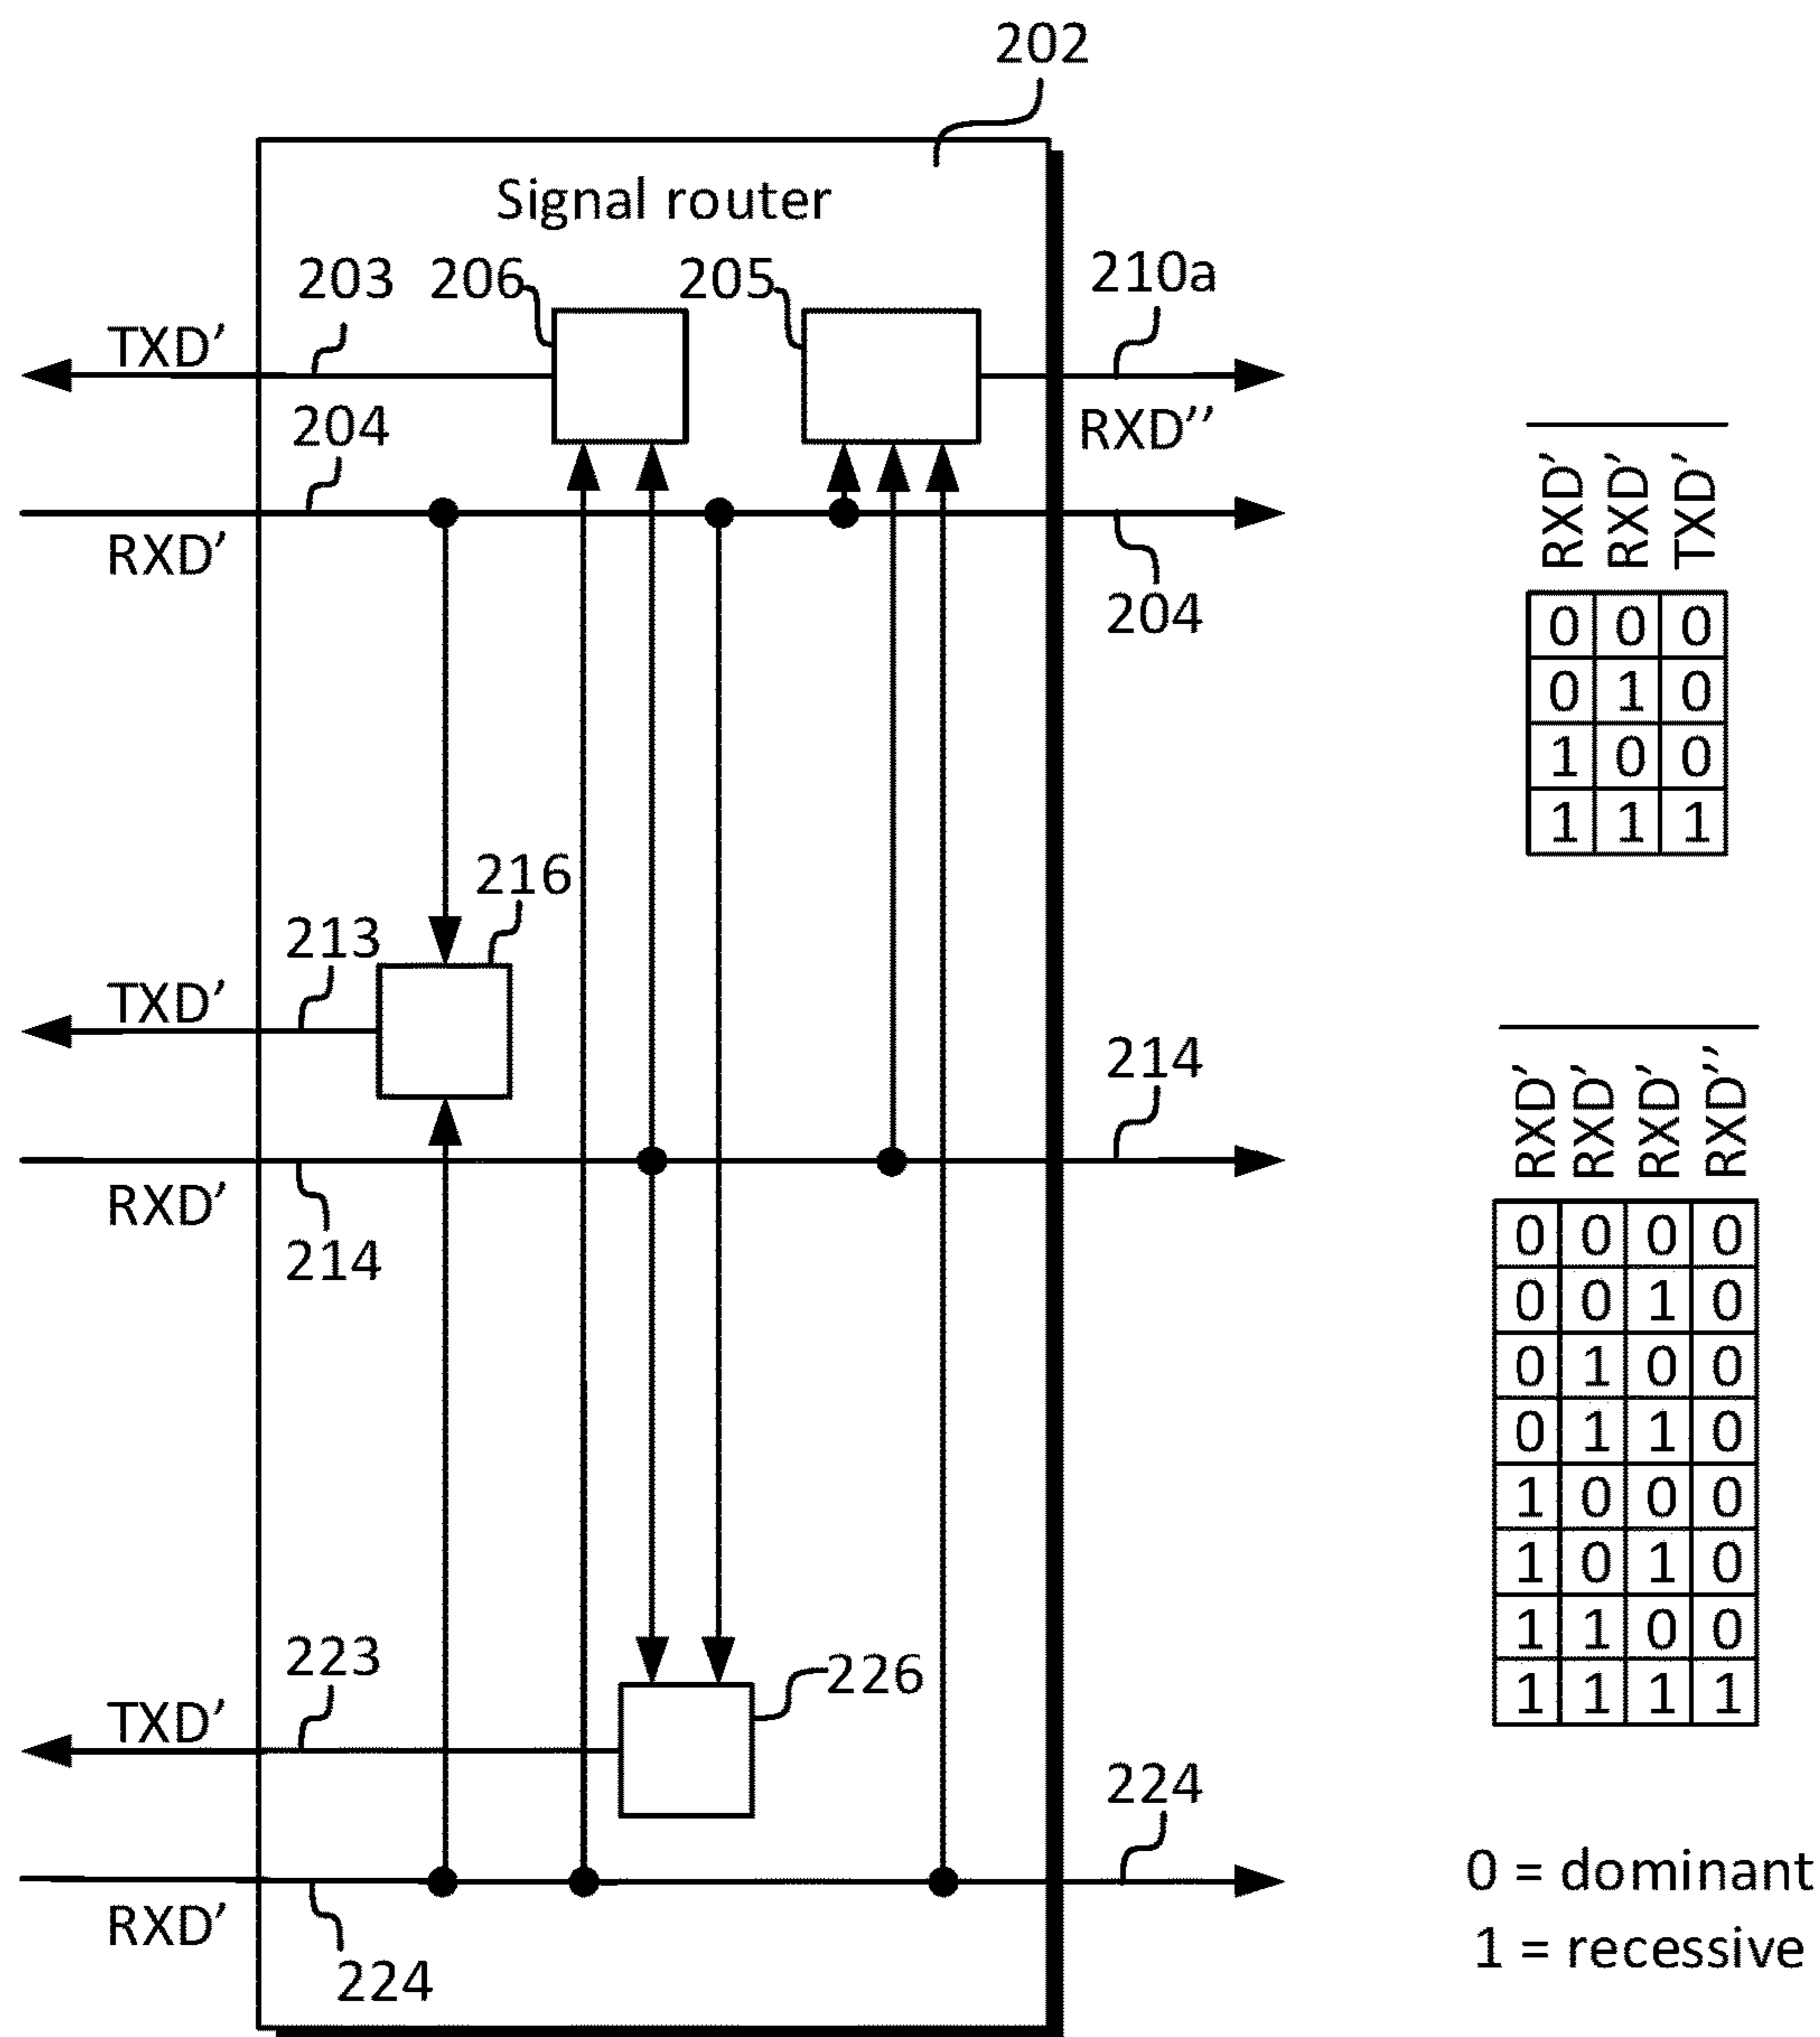 202
Signal router
203 206 205 210a
TXD'
204
RXD''
RXD'
204
216
213
TXD'
214
RXD'
214
223
226
TXD'
224
RXD'
224
RXD' RXD' TXD'
0 0 0
0 1 0
1 0 0
1 1 1
RXD' RXD' RXD' RXD''
0 0 0 0
0 0 1 0
0 1 0 0
0 1 1 0
1 0 0 0
1 0 1 0
1 1 0 0
1 1 1 1
0 = dominant
1 = recessive